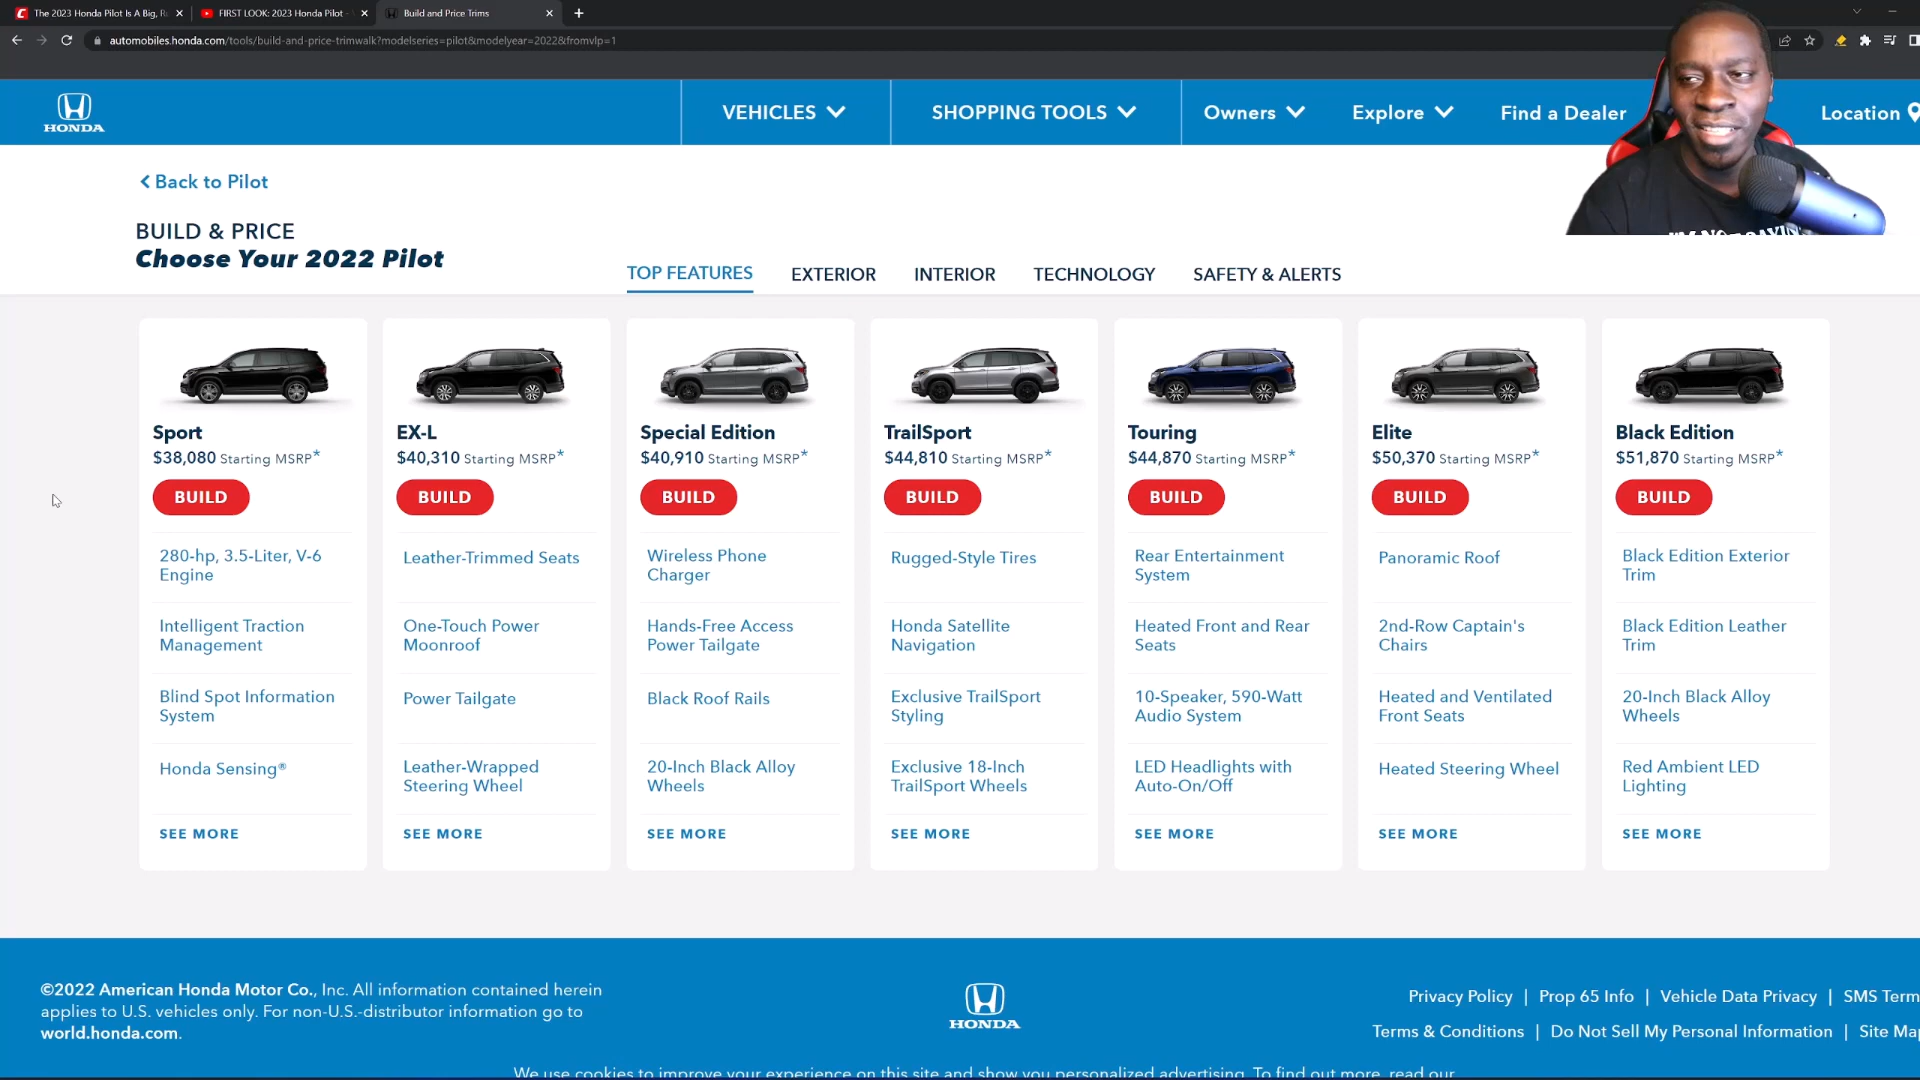 The 2023 Honda Pilot Is A Big, R
FIRST LOOK: 2023 Honda Pilot -
Build and Price Trims
automobiles.honda.com/tools/build-and-price-trimwalk?modelseries=pilot&modelyear=2022&fromvlp=1
HONDA
VEHICLES
SHOPPING TOOLS
Owners
Explore
Find a Dealer
Location
Back to Pilot
BUILD & PRICE
Choose Your 2022 Pilot
TOP FEATURES
EXTERIOR
INTERIOR
TECHNOLOGY
SAFETY & ALERTS
Sport
$38,080 Starting MSRP*
BUILD
280-hp, 3.5-Liter, V-6
Engine
Intelligent Traction
Management
Blind Spot Information
System
Honda Sensing®
SEE MORE
EX-L
$40,310 Starting MSRP*
BUILD
Leather-Trimmed Seats
One-Touch Power
Moonroof
Power Tailgate
Leather-Wrapped
Steering Wheel
SEE MORE
Special Edition
$40,910 Starting MSRP*
BUILD
Wireless Phone
Charger
Hands-Free Access
Power Tailgate
Black Roof Rails
20-Inch Black Alloy
Wheels
SEE MORE
TrailSport
$44,810 Starting MSRP*
BUILD
Rugged-Style Tires
Honda Satellite
Navigation
Exclusive TrailSport
Styling
Exclusive 18-Inch
TrailSport Wheels
SEE MORE
Touring
$44,870 Starting MSRP*
BUILD
Rear Entertainment
System
Heated Front and Rear
Seats
10-Speaker, 590-Watt
Audio System
LED Headlights with
Auto-On/Off
SEE MORE
Elite
$50,370 Starting MSRP*
BUILD
Panoramic Roof
2nd-Row Captain's
Chairs
Heated and Ventilated
Front Seats
Heated Steering Wheel
SEE MORE
Black Edition
$51,870 Starting MSRP*
BUILD
Black Edition Exterior
Trim
Black Edition Leather
Trim
20-Inch Black Alloy
Wheels
Red Ambient LED
Lighting
SEE MORE
©2022 American Honda Motor Co., Inc. All information contained herein
applies to U.S. vehicles only. For non-U.S.-distributor information go to
world.honda.com.
HONDA
Privacy Policy | Prop 65 Info | Vehicle Data Privacy | SMS Term
Terms & Conditions | Do Not Sell My Personal Information | Site Map
We use cookies to improve your experience on this site and show you personalized advertising. To find out more, read our